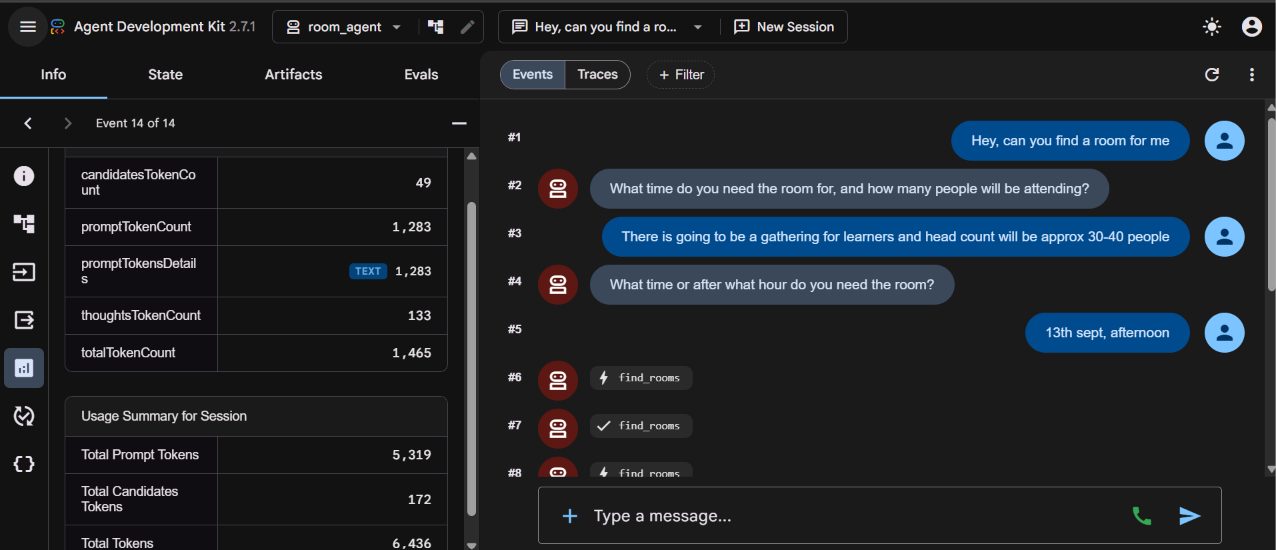 Agent Development Kit 2.7.1
room_agent
Hey, can you find a ro...
New Session
Info
State
Artifacts
Evals
Events
Traces
+ Filter
Event 14 of 14
candidatesTokenCo
unt
49
promptTokenCount
1,283
promptTokensDetail
s
TEXT 1,283
thoughtsTokenCount
133
totalTokenCount
1,465
Usage Summary for Session
Total Prompt Tokens
5,319
Total Candidates
Tokens
172
Total Tokens
6,436
#1
Hey, can you find a room for me
#2
What time do you need the room for, and how many people will be attending?
#3
There is going to be a gathering for learners and head count will be approx 30-40 people
#4
What time or after what hour do you need the room?
#5
13th sept, afternoon
#6
find_rooms
#7
find_rooms
#8
find_rooms
Type a message...